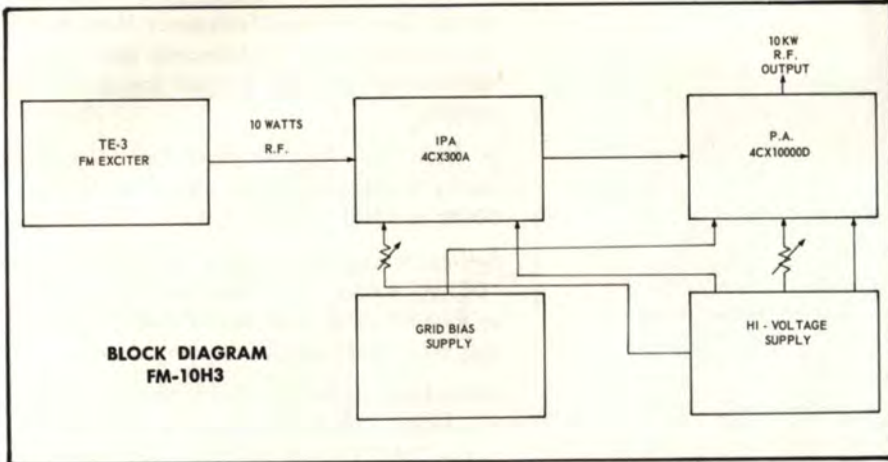 10 KW
R.F.
OUTPUT
TE-3
FM EXCITER
10 WATTS
R.F.
IPA
4CX300A
P.A.
4CX10000D
GRID BIAS
SUPPLY
HI - VOLTAGE
SUPPLY
BLOCK DIAGRAM
FM-10H3